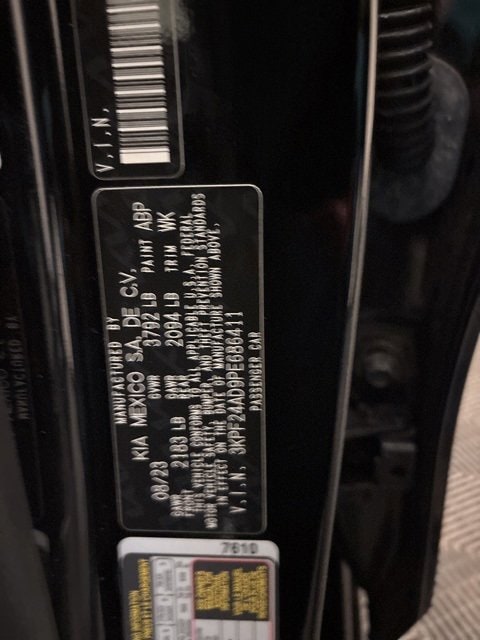 V.I.N.
MANUFACTURED BY
KIA MEXICO S.A. DE C.V.
08/23 GVWR 3792 LB PAINT ABP
GAWR FRONT 2183 LB GAWR REAR 2094 LB TRIM WK
THIS VEHICLE CONFORMS TO ALL APPLICABLE U.S.A. FEDERAL
MOTOR VEHICLE SAFETY, BUMPER, AND THEFT PREVENTION STANDARDS
IN EFFECT ON THE DATE OF MANUFACTURE SHOWN ABOVE.
V.I.N. 3KPF24AD9PE686411
PASSENGER CAR
7610